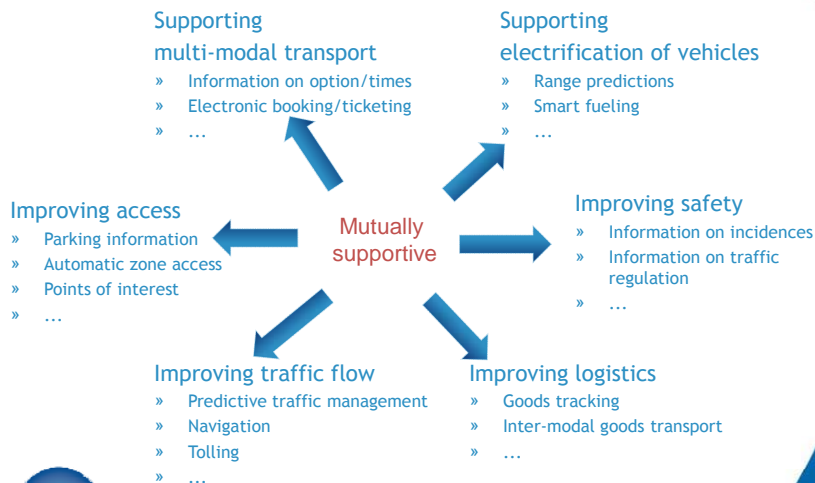 Supporting
multi-modal transport
» Information on option/times
» Electronic booking/ticketing
» ...
Supporting
electrification of vehicles
» Range predictions
» Smart fueling
» ...
Improving access
» Parking information
» Automatic zone access
» Points of interest
» ...
Mutually
supportive
Improving safety
» Information on incidences
» Information on traffic
regulation
» ...
Improving traffic flow
» Predictive traffic management
» Navigation
» Tolling
» ...
Improving logistics
» Goods tracking
» Inter-modal goods transport
» ...